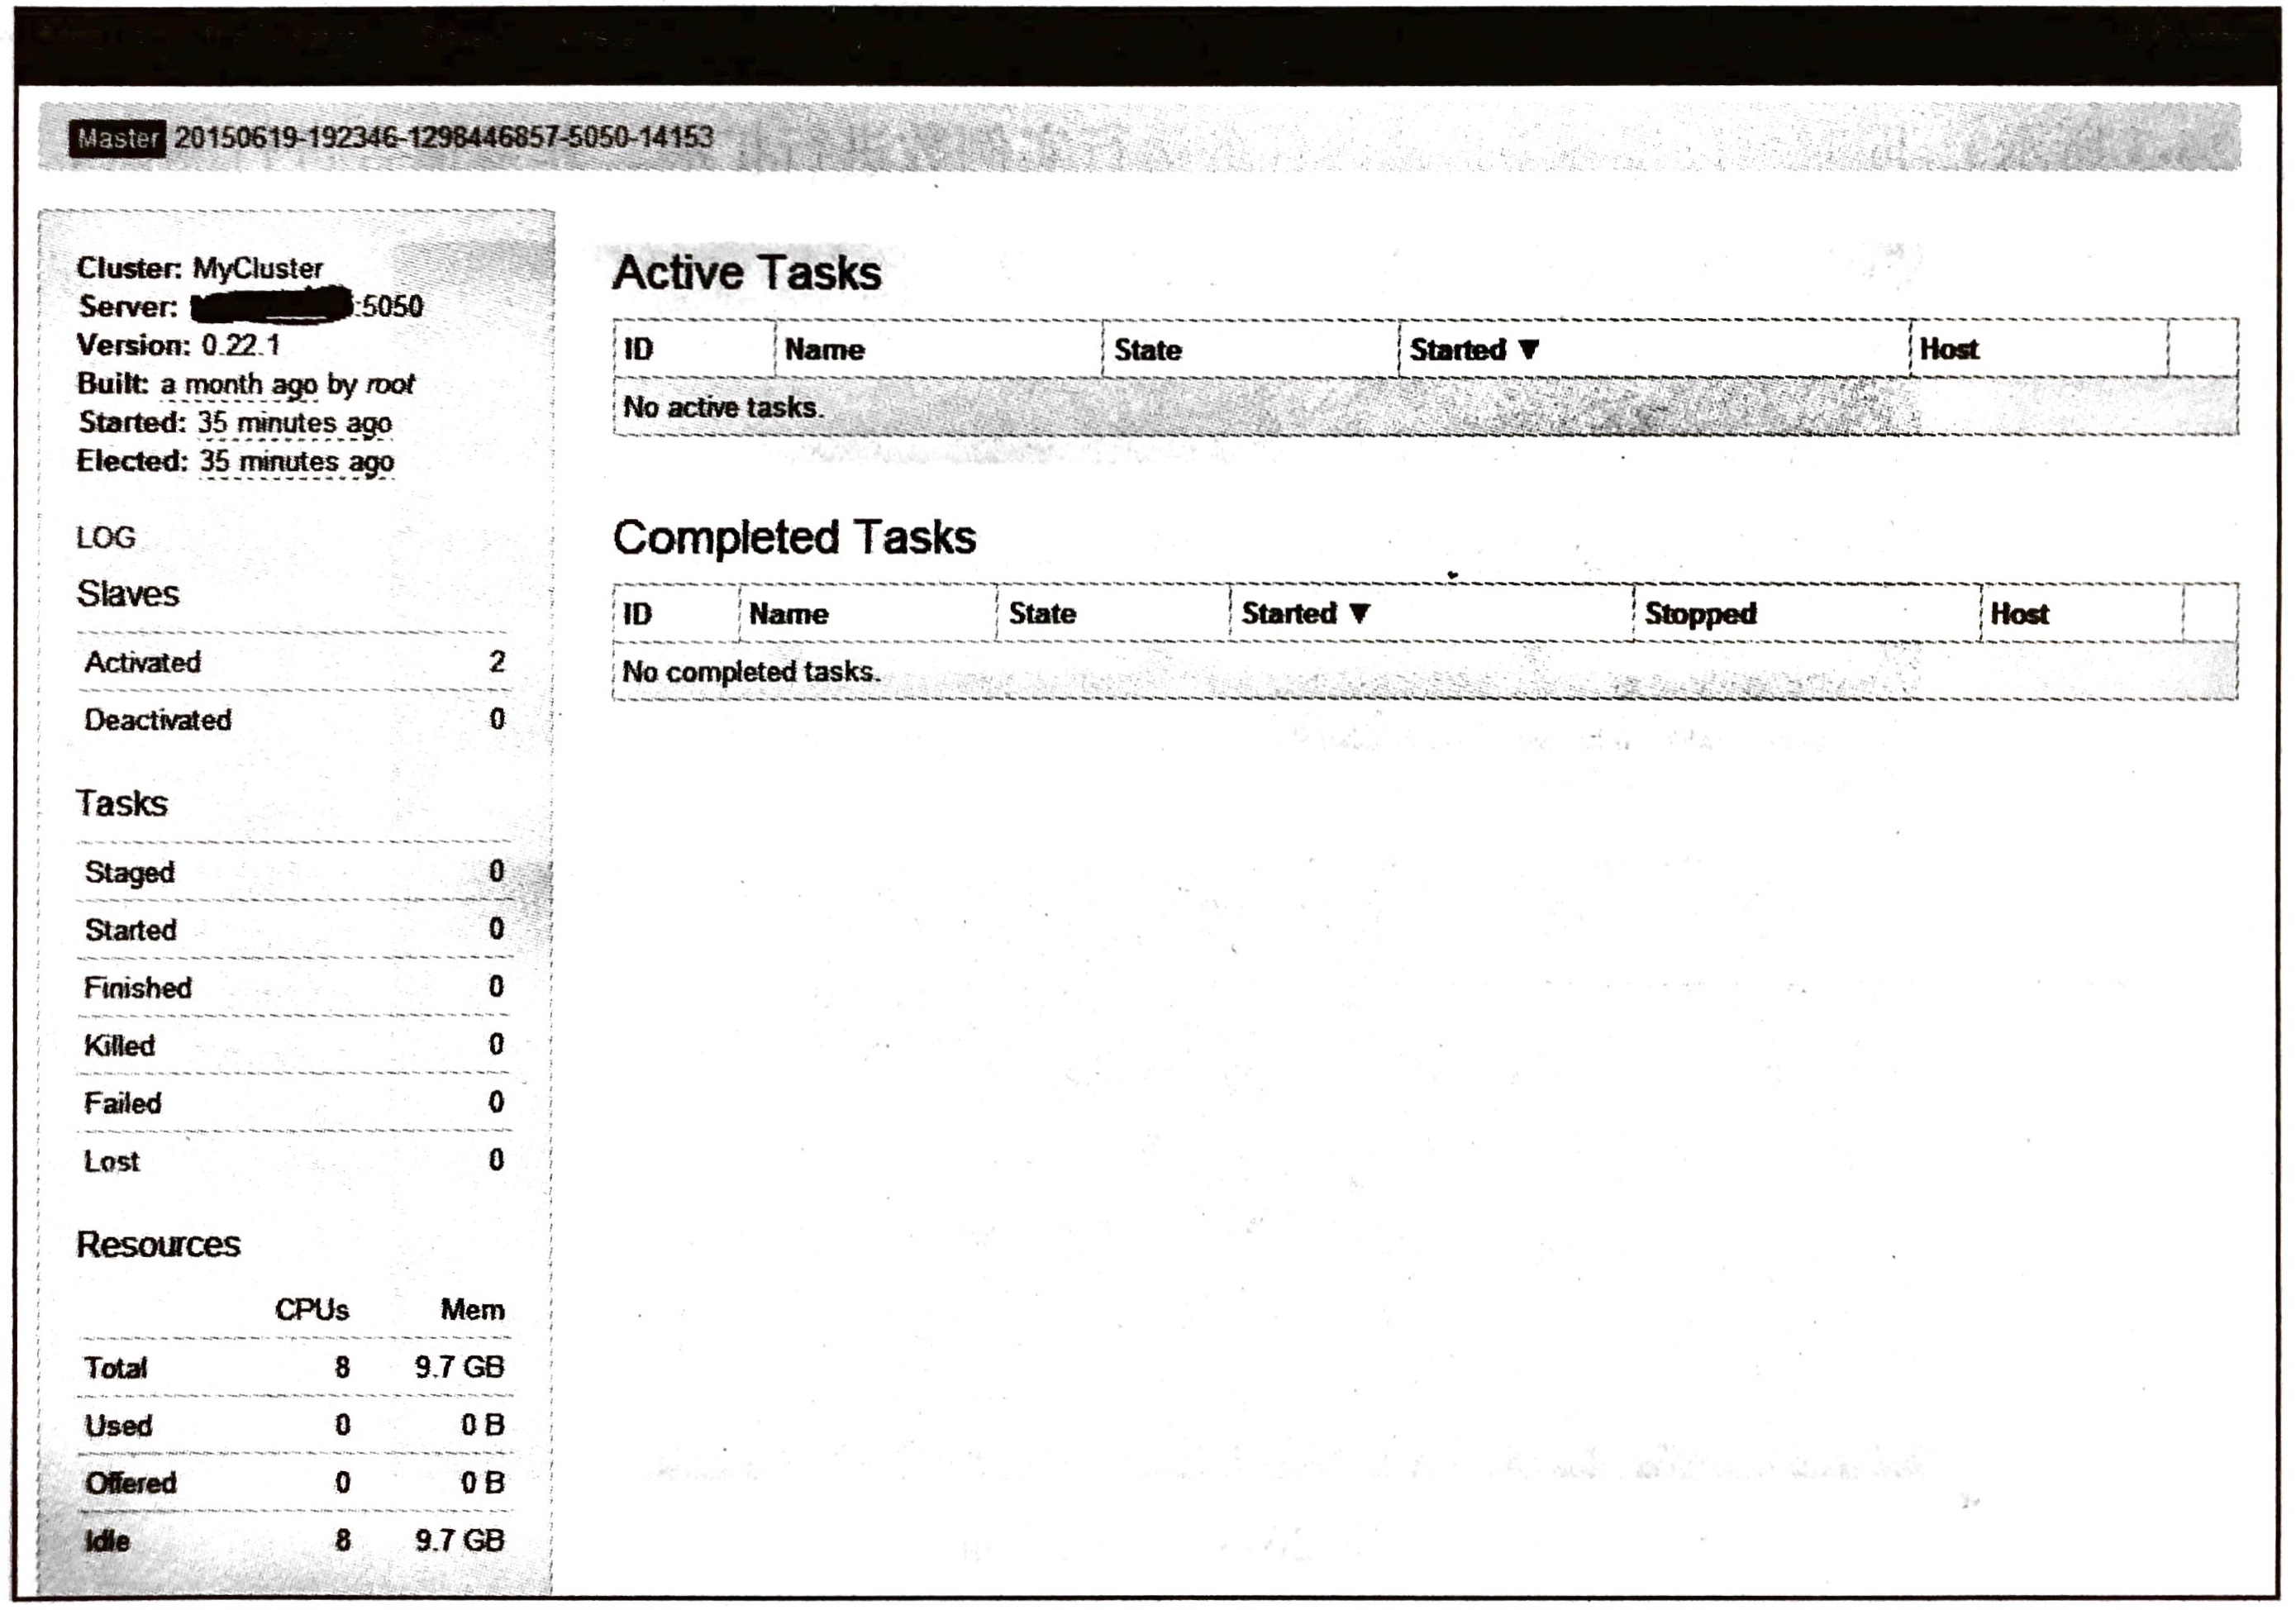 Master 20150619-192346-1298446857-5050-14153
Cluster: MyCluster
Server: :5050
Version: 0.22.1
Built: a month ago by root
Started: 35 minutes ago
Elected: 35 minutes ago
LOG
Slaves
Activated 2
Deactivated 0
Tasks
Staged 0
Started 0
Finished 0
Killed 0
Failed 0
Lost 0
Resources
CPUs Mem
Total 8 9.7 GB
Used 0 0 B
Offered 0 0 B
Idle 8 9.7 GB
Active Tasks
ID Name State Started ▼ Host
No active tasks.
Completed Tasks
ID Name State Started ▼ Stopped Host
No completed tasks.